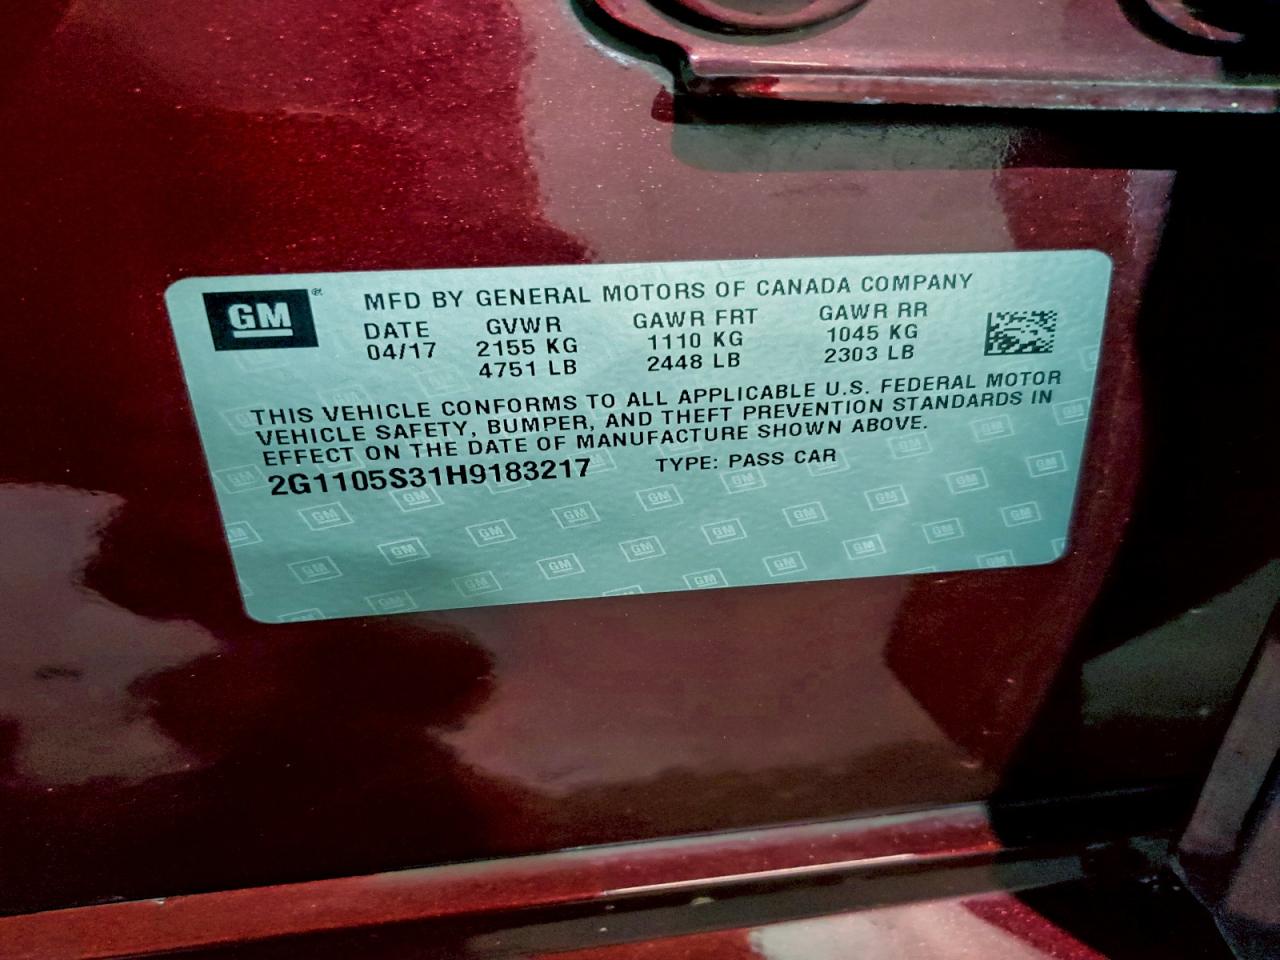 GM®
MFD BY GENERAL MOTORS OF CANADA COMPANY
DATE GVWR GAWR FRT GAWR RR
04/17 2155 KG 1110 KG 1045 KG
4751 LB 2448 LB 2303 LB
THIS VEHICLE CONFORMS TO ALL APPLICABLE U.S. FEDERAL MOTOR
VEHICLE SAFETY, BUMPER, AND THEFT PREVENTION STANDARDS IN
EFFECT ON THE DATE OF MANUFACTURE SHOWN ABOVE.
2G1105S31H9183217 TYPE: PASS CAR